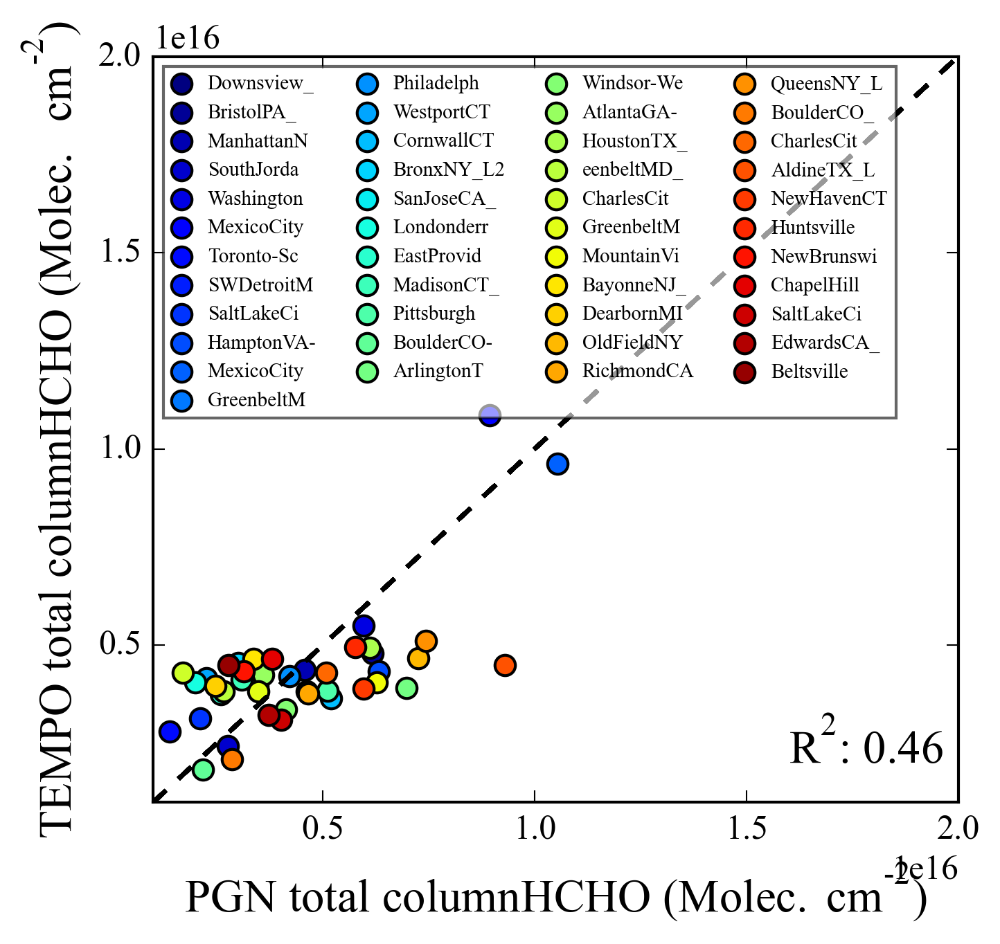 1e16
2.0
1.5
1.0
0.5
TEMPO total columnHCHO (Molec. cm-2)
Downsview_
BristolPA_
ManhattanN
SouthJorda
Washington
MexicoCity
Toronto-Sc
SWDetroitM
SaltLakeCi
HamptonVA-
MexicoCity
GreenbeltM
Philadelph
WestportCT
CornwallCT
BronxNY_L2
SanJoseCA_
Londonderr
EastProvid
MadisonCT_
Pittsburgh
BoulderCO-
ArlingtonT
Windsor-We
AtlantaGA-
HoustonTX_
eenbeltMD_
CharlesCit
GreenbeltM
MountainVi
BayonneNJ_
DearbornMI
OldFieldNY
RichmondCA
QueensNY_L
BoulderCO_
CharlesCit
AldineTX_L
NewHavenCT
Huntsville
NewBrunswi
ChapelHill
SaltLakeCi
EdwardsCA_
Beltsville
R2: 0.46
0.5 1.0 1.5 2.0
1e16
PGN total columnHCHO (Molec. cm-2)